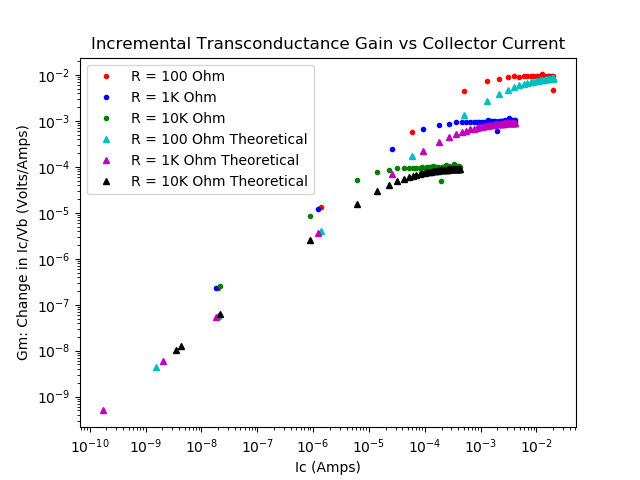 Incremental Transconductance Gain vs Collector Current
R = 100 Ohm
R = 1K Ohm
R = 10K Ohm
R = 100 Ohm Theoretical
R = 1K Ohm Theoretical
R = 10K Ohm Theoretical
Gm: Change in Ic/Vb (Volts/Amps)
10⁻²
10⁻³
10⁻⁴
10⁻⁵
10⁻⁶
10⁻⁷
10⁻⁸
10⁻⁹
10⁻¹⁰ 10⁻⁹ 10⁻⁸ 10⁻⁷ 10⁻⁶ 10⁻⁵ 10⁻⁴ 10⁻³ 10⁻²
Ic (Amps)